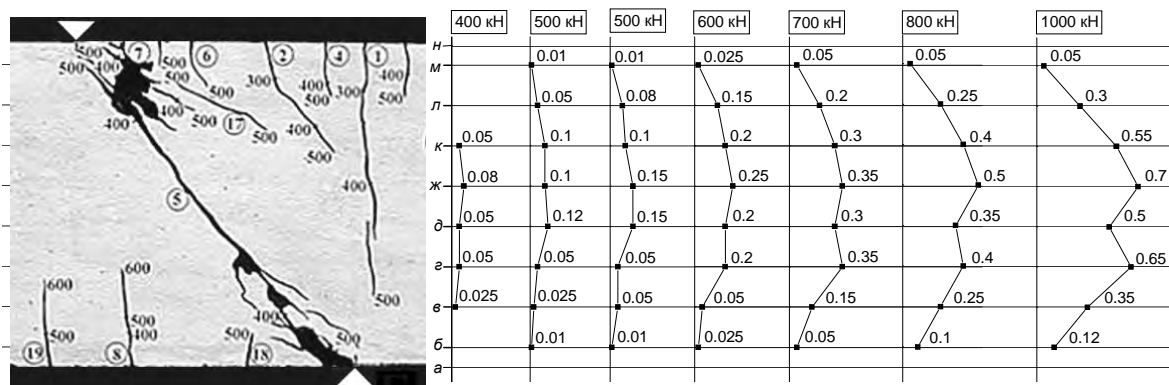 500 400 7 500 6 2 4 1
500 500 500 300 400 300 400
400 500 17 400 500 500
400 500 500
400
5
600
600
500 500 400 500
19 400 8 18 500
400 кН 500 кН 500 кН 600 кН 700 кН 800 кН 1000 кН
н
м 0.01 0.01 0.025 0.05 0.05 0.05
л 0.05 0.08 0.15 0.2 0.25 0.3
к 0.05 0.1 0.1 0.2 0.3 0.4 0.55
ж 0.08 0.1 0.15 0.25 0.35 0.5 0.7
д 0.05 0.12 0.15 0.2 0.3 0.35 0.5
г 0.05 0.05 0.05 0.2 0.35 0.4 0.65
в 0.025 0.025 0.05 0.05 0.15 0.25 0.35
б 0.01 0.01 0.025 0.05 0.1 0.12
а